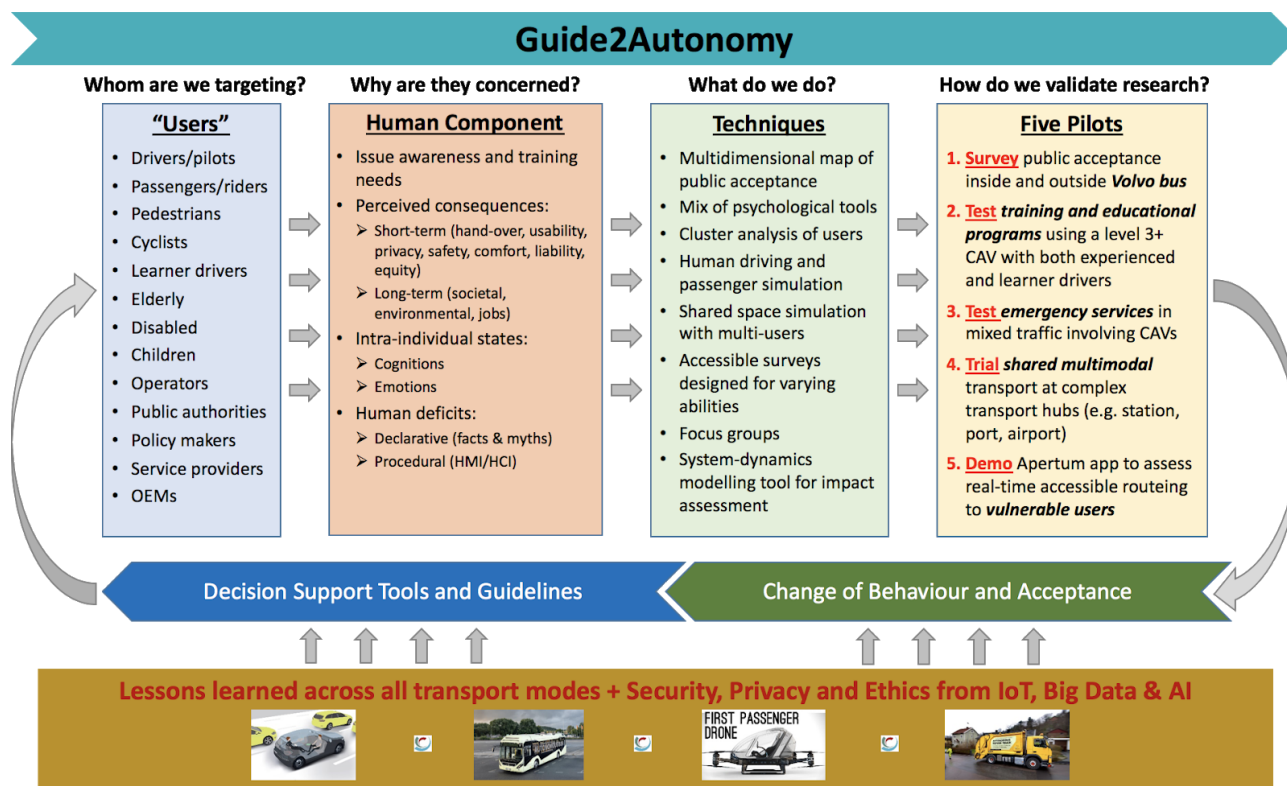 Guide2Autonomy
Whom are we targeting?
"Users"
• Drivers/pilots
• Passengers/riders
• Pedestrians
• Cyclists
• Learner drivers
• Elderly
• Disabled
• Children
• Operators
• Public authorities
• Policy makers
• Service providers
• OEMs
Why are they concerned?
Human Component
• Issue awareness and training
needs
• Perceived consequences:
➢ Short-term (hand-over, usability,
privacy, safety, comfort, liability,
equity)
➢ Long-term (societal,
environmental, jobs)
• Intra-individual states:
➢ Cognitions
➢ Emotions
• Human deficits:
➢ Declarative (facts & myths)
➢ Procedural (HMI/HCI)
What do we do?
Techniques
• Multidimensional map of
public acceptance
• Mix of psychological tools
• Cluster analysis of users
• Human driving and
passenger simulation
• Shared space simulation
with multi-users
• Accessible surveys
designed for varying
abilities
• Focus groups
• System-dynamics
modelling tool for impact
assessment
How do we validate research?
Five Pilots
1. Survey public acceptance
inside and outside Volvo bus
2. Test training and educational
programs using a level 3+
CAV with both experienced
and learner drivers
3. Test emergency services in
mixed traffic involving CAVs
4. Trial shared multimodal
transport at complex
transport hubs (e.g. station,
port, airport)
5. Demo Apertum app to assess
real-time accessible routeing
to vulnerable users
Decision Support Tools and Guidelines
Change of Behaviour and Acceptance
Lessons learned across all transport modes + Security, Privacy and Ethics from IoT, Big Data & AI
FIRST PASSENGER
DRONE